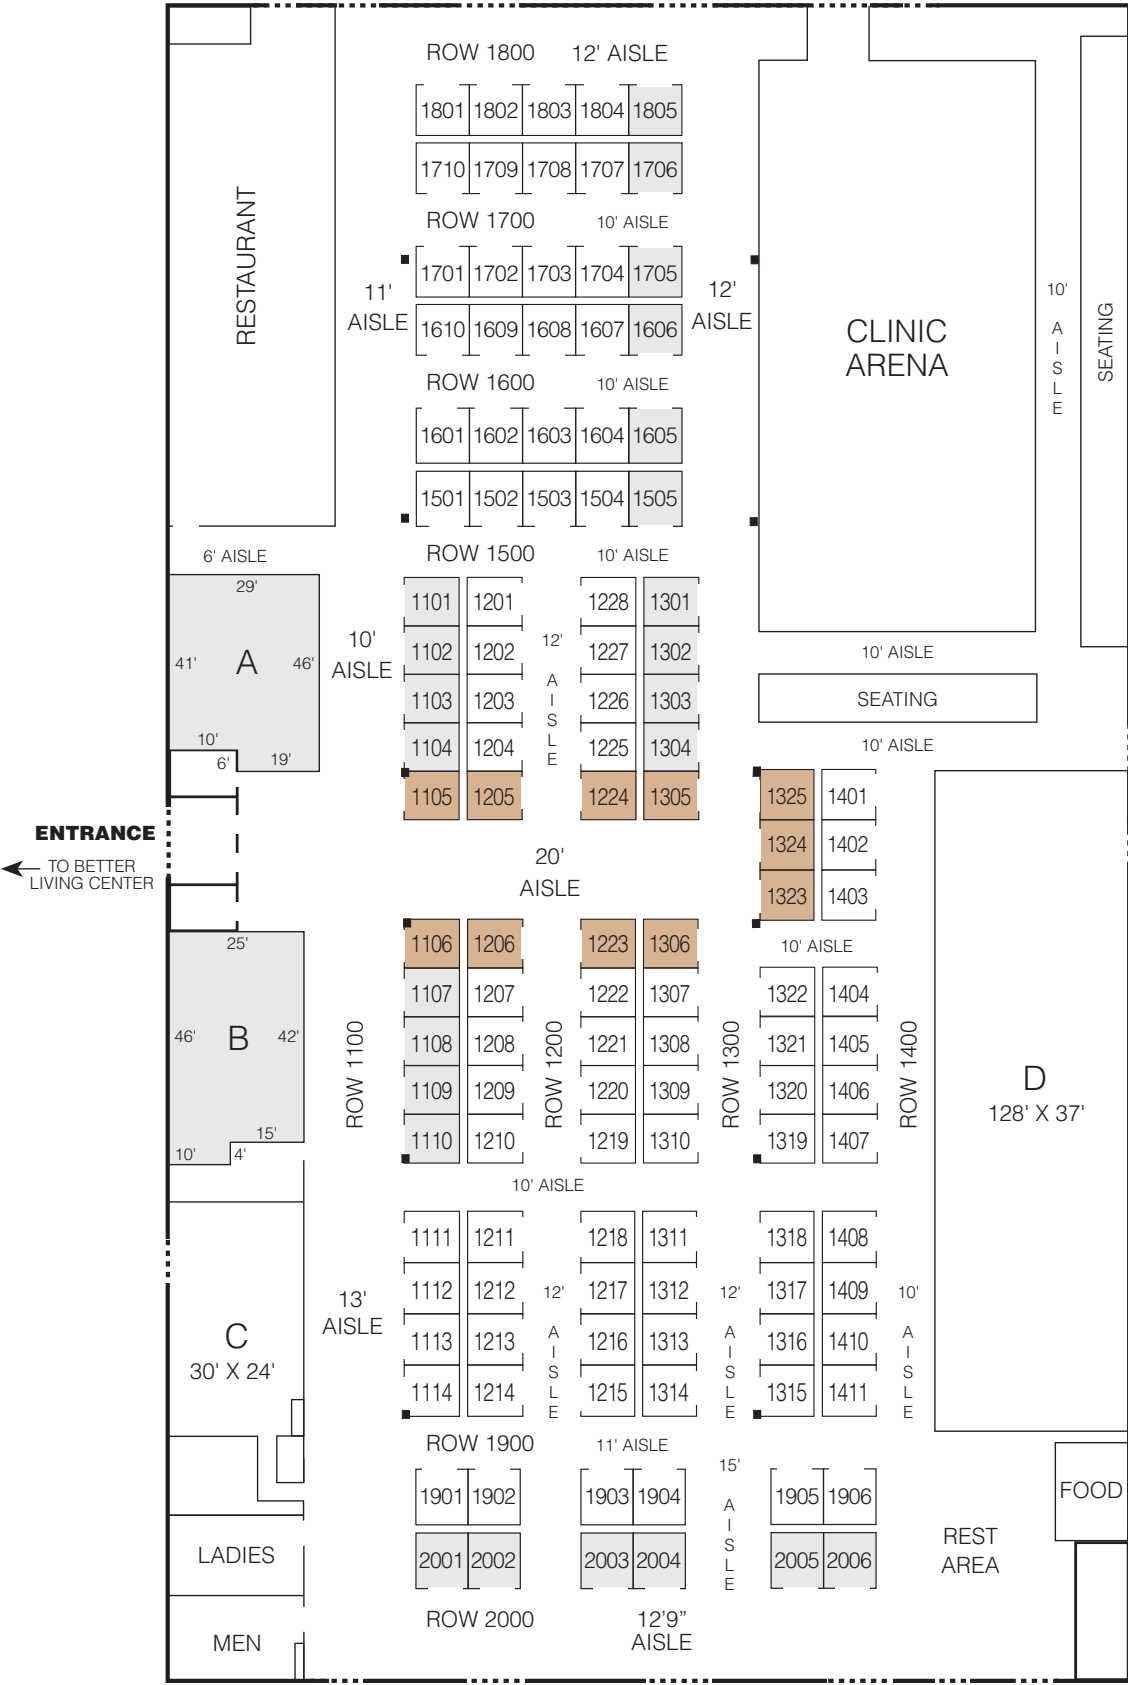 ROW 1800 12' AISLE
1801 1802 1803 1804 1805
1710 1709 1708 1707 1706
ROW 1700 10' AISLE
1701 1702 1703 1704 1705
1610 1609 1608 1607 1606
ROW 1600 10' AISLE
1601 1602 1603 1604 1605
1501 1502 1503 1504 1505
ROW 1500 10' AISLE
RESTAURANT
11'
AISLE
12'
AISLE
CLINIC
ARENA
10'
AISLE
SEATING
6' AISLE
29'
41'
A
46'
10'
6'
19'
10'
AISLE
1101 1201
1102 1202
1103 1203
1104 1204
1105 1205
12'
AISLE
1228 1301
1227 1302
1226 1303
1225 1304
1224 1305
10' AISLE
SEATING
10' AISLE
1325 1401
1324 1402
1323 1403
ENTRANCE
TO BETTER
LIVING CENTER
20'
AISLE
10' AISLE
25'
46'
B
42'
15'
10'
4'
ROW 1100
1106 1206
1107 1207
1108 1208
1109 1209
1110 1210
ROW 1200
1223 1306
1222 1307
1221 1308
1220 1309
1219 1310
ROW 1300
1322 1404
1321 1405
1320 1406
1319 1407
ROW 1400
D
128' X 37'
10' AISLE
C
30' X 24'
13'
AISLE
1111 1211
1112 1212
1113 1213
1114 1214
12'
AISLE
1218 1311
1217 1312
1216 1313
1215 1314
12'
AISLE
1318 1408
1317 1409
1316 1410
1315 1411
10'
AISLE
ROW 1900 11' AISLE
1901 1902 1903 1904 1905 1906
2001 2002 2003 2004 2005 2006
15'
AISLE
ROW 2000
12'9"
AISLE
FOOD
REST
AREA
LADIES
MEN